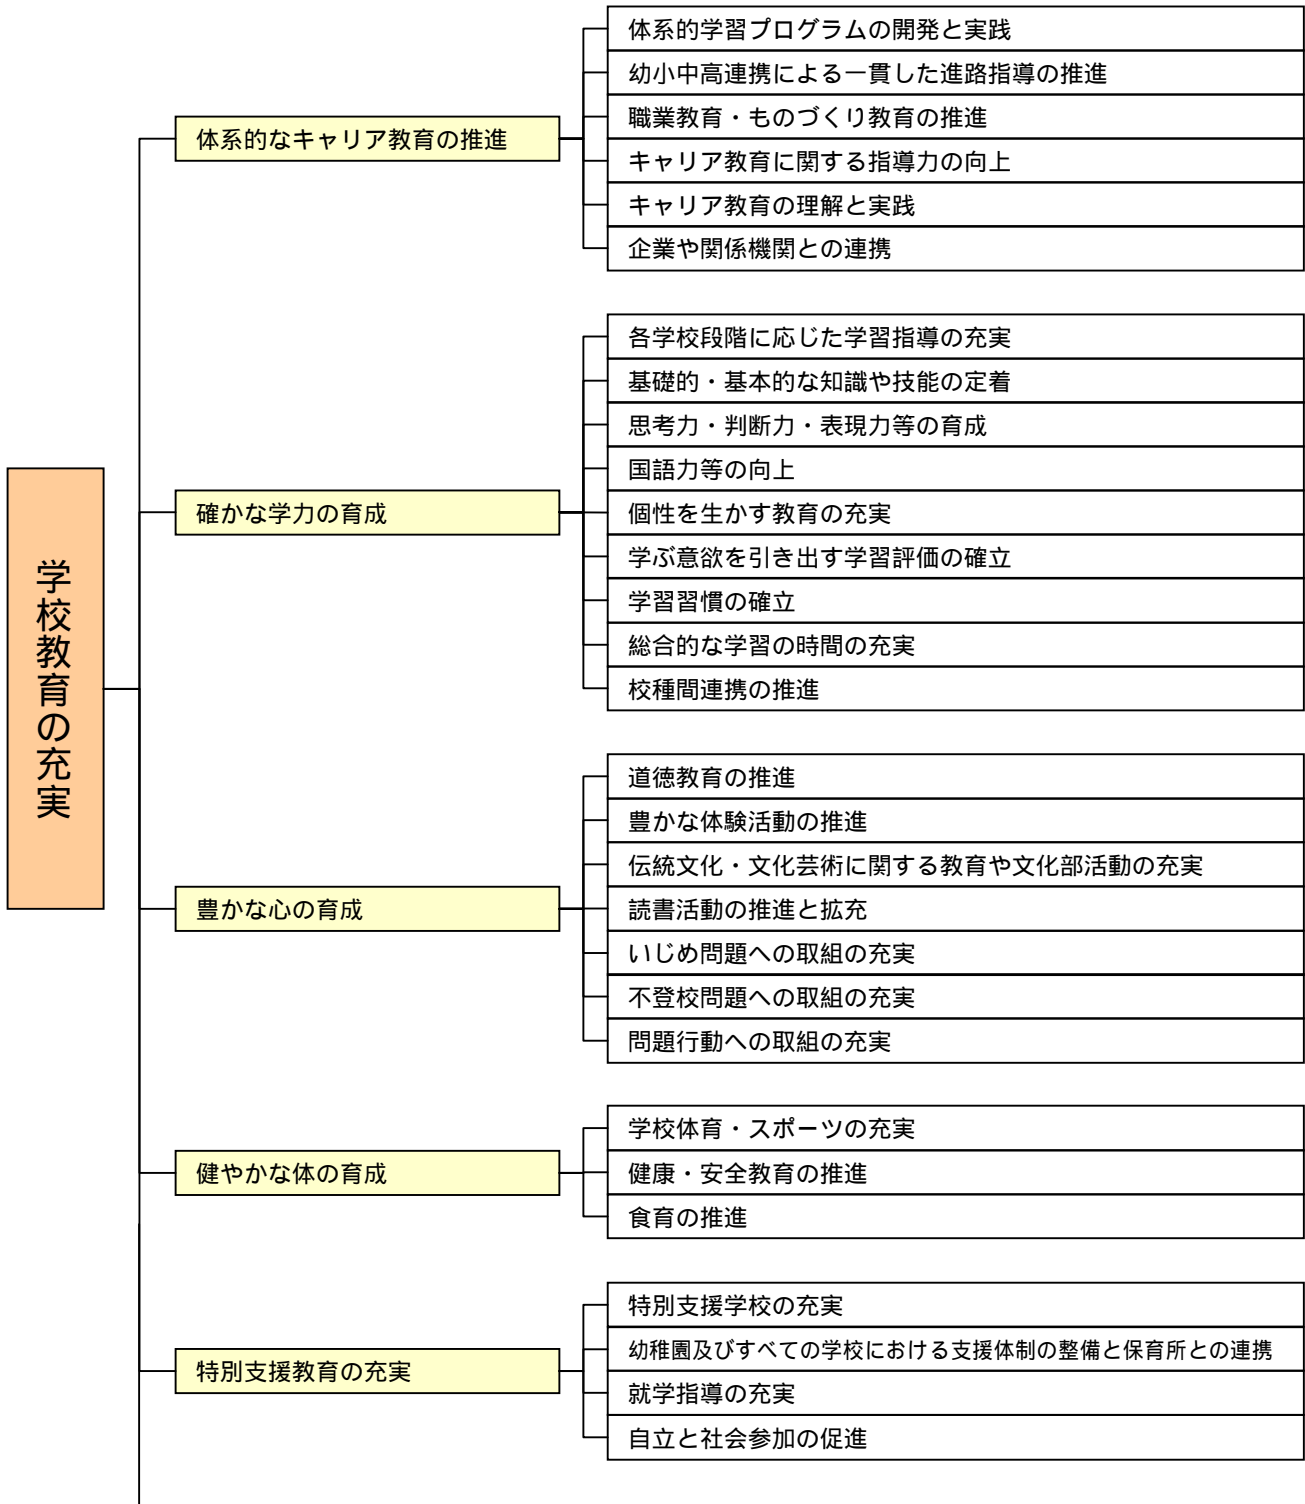 学校教育の充実
体系的なキャリア教育の推進
体系的学習プログラムの開発と実践
幼小中高連携による一貫した進路指導の推進
職業教育・ものづくり教育の推進
キャリア教育に関する指導力の向上
キャリア教育の理解と実践
企業や関係機関との連携
確かな学力の育成
各学校段階に応じた学習指導の充実
基礎的・基本的な知識や技能の定着
思考力・判断力・表現力等の育成
国語力等の向上
個性を生かす教育の充実
学ぶ意欲を引き出す学習評価の確立
学習習慣の確立
総合的な学習の時間の充実
校種間連携の推進
豊かな心の育成
道徳教育の推進
豊かな体験活動の推進
伝統文化・文化芸術に関する教育や文化部活動の充実
読書活動の推進と拡充
いじめ問題への取組の充実
不登校問題への取組の充実
問題行動への取組の充実
健やかな体の育成
学校体育・スポーツの充実
健康・安全教育の推進
食育の推進
特別支援教育の充実
特別支援学校の充実
幼稚園及びすべての学校における支援体制の整備と保育所との連携
就学指導の充実
自立と社会参加の促進